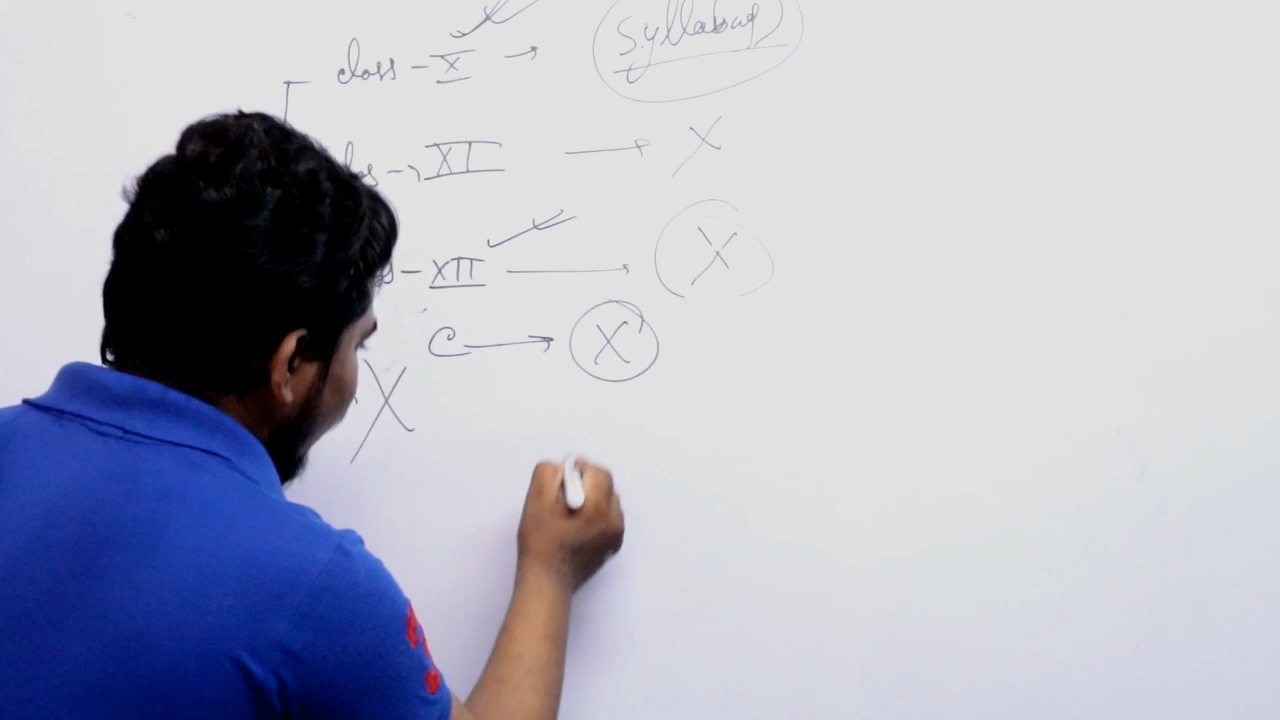 class - X → Syllabus
XI → X
- XII → X
C → X
X